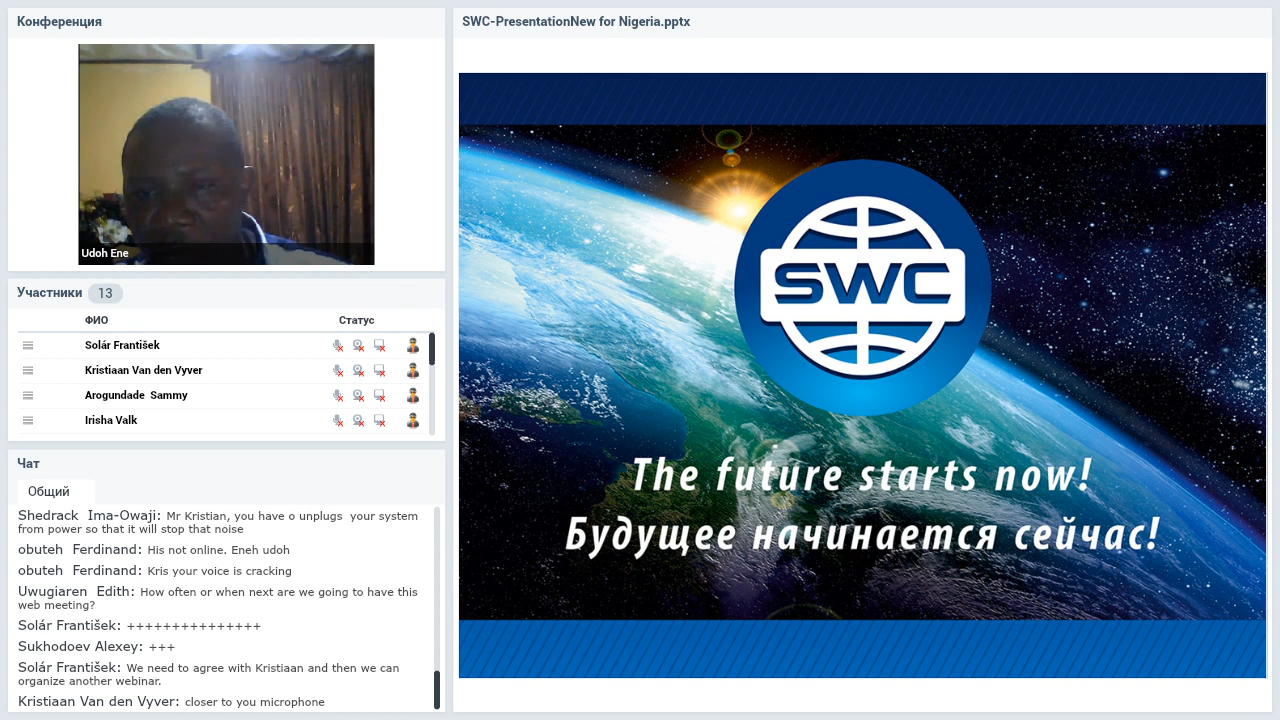 Конференция
Udoh Ene
Участники 13
ФИО Статус
Solár František
Kristiaan Van den Vyver
Arogundade Sammy
Irisha Valk
Чат
Общий
Shedrack Ima-Owaji: Mr Kristian, you have o unplugs your system
from power so that it will stop that noise
obuteh Ferdinand: His not online. Eneh udoh
obuteh Ferdinand: Kris your voice is cracking
Uwugiaren Edith: How often or when next are we going to have this
web meeting?
Solár František: +++++++++++++++
Sukhodoev Alexey: +++
Solár František: We need to agree with Kristiaan and then we can
organize another webinar.
Kristiaan Van den Vyver: closer to you microphone
SWC-PresentationNew for Nigeria.pptx
SWC
The future starts now!
Будущее начинается сейчас!